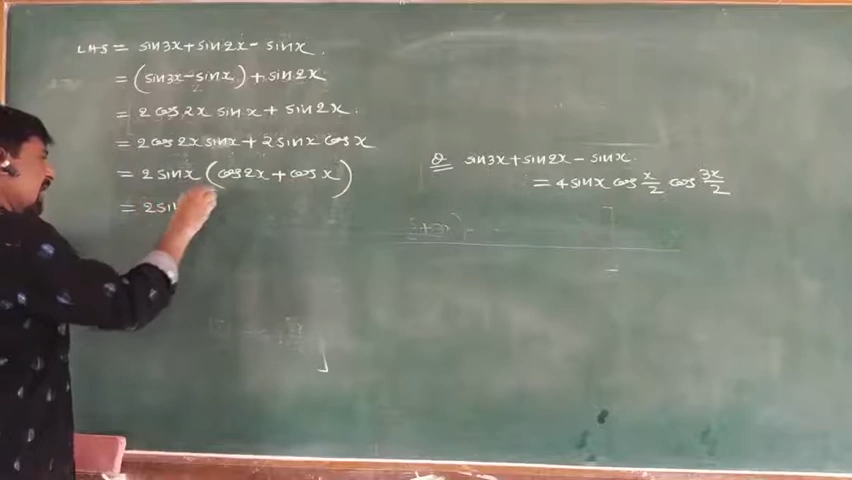 LHS = sin3x + sin2x - sinx.
= (sin3x - sinx) + sin2x
= 2cos2x sinx + sin2x.
= 2cos2x sinx + 2sinx cosx
= 2sinx (cos2x + cosx)
= 2sin
Q sin3x + sin2x - sinx.
= 4sinx cos x/2 cos 3x/2